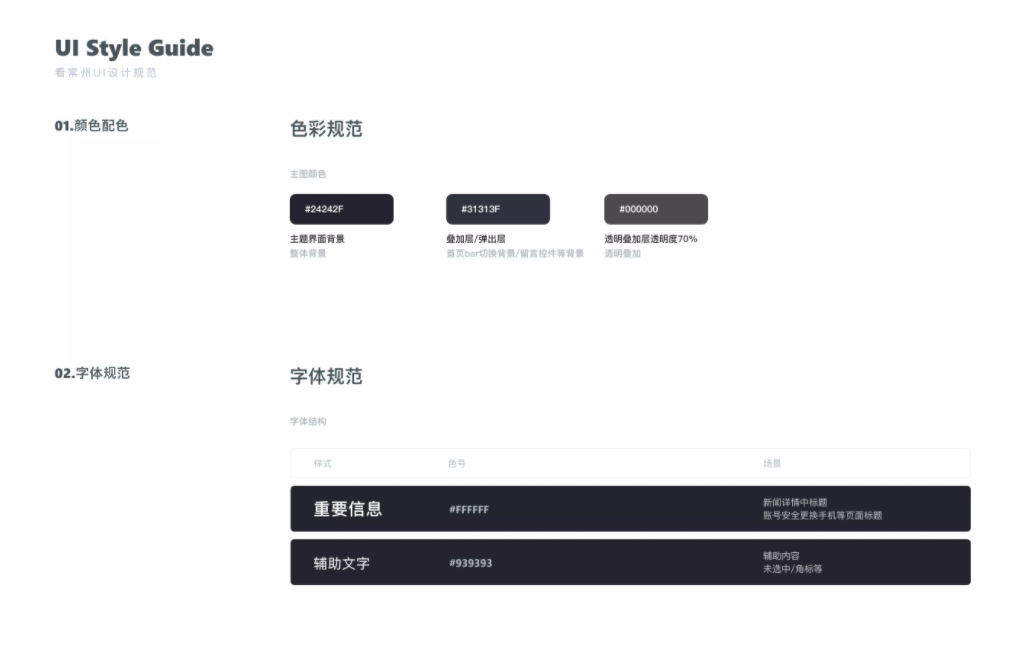 UI Style Guide
看常州UI设计规范
01.颜色配色
色彩规范
主图颜色
#24242F
#31313F
#000000
主题界面背景
叠加层/弹出层
透明叠加层透明度70%
整体背景
首页bar切换背景/留言控件等背景
透明叠加
02.字体规范
字体规范
字体结构
样式
色号
场景
重要信息
#FFFFFF
新闻详情中标题
账号安全更换手机等页面标题
辅助文字
#939393
辅助内容
未选中/角标等